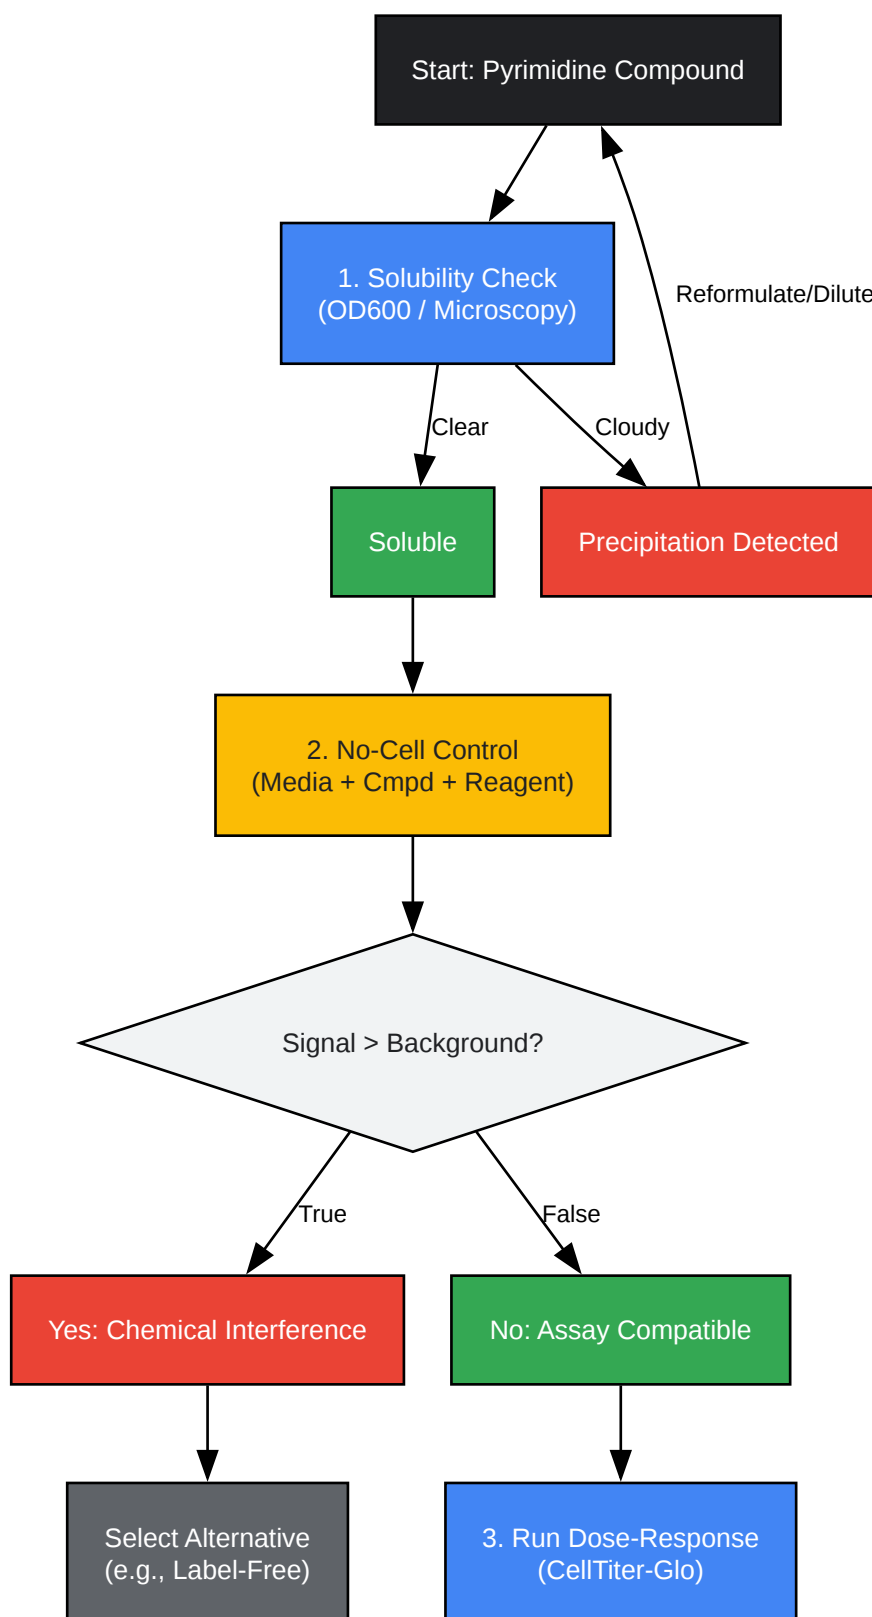 Start: Pyrimidine Compound
Reformulate/Dilute
1. Solubility Check
(OD600 / Microscopy)
Clear
Cloudy
Soluble
Precipitation Detected
2. No-Cell Control
(Media + Cmpd + Reagent)
Signal > Background?
True
False
Yes: Chemical Interference
No: Assay Compatible
Select Alternative
(e.g., Label-Free)
3. Run Dose-Response
(CellTiter-Glo)